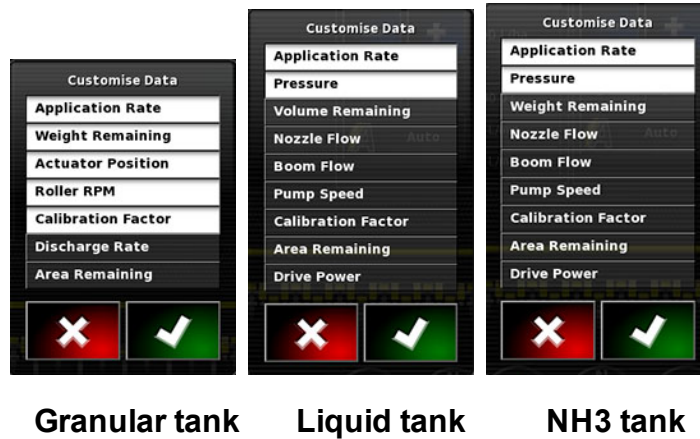 Customise Data
Application Rate
Weight Remaining
Actuator Position
Roller RPM
Calibration Factor
Discharge Rate
Area Remaining
Granular tank
Customise Data
Application Rate
Pressure
Volume Remaining
Nozzle Flow
Boom Flow
Pump Speed
Calibration Factor
Area Remaining
Drive Power
Liquid tank
Customise Data
Application Rate
Pressure
Weight Remaining
Nozzle Flow
Boom Flow
Pump Speed
Calibration Factor
Area Remaining
Drive Power
NH3 tank